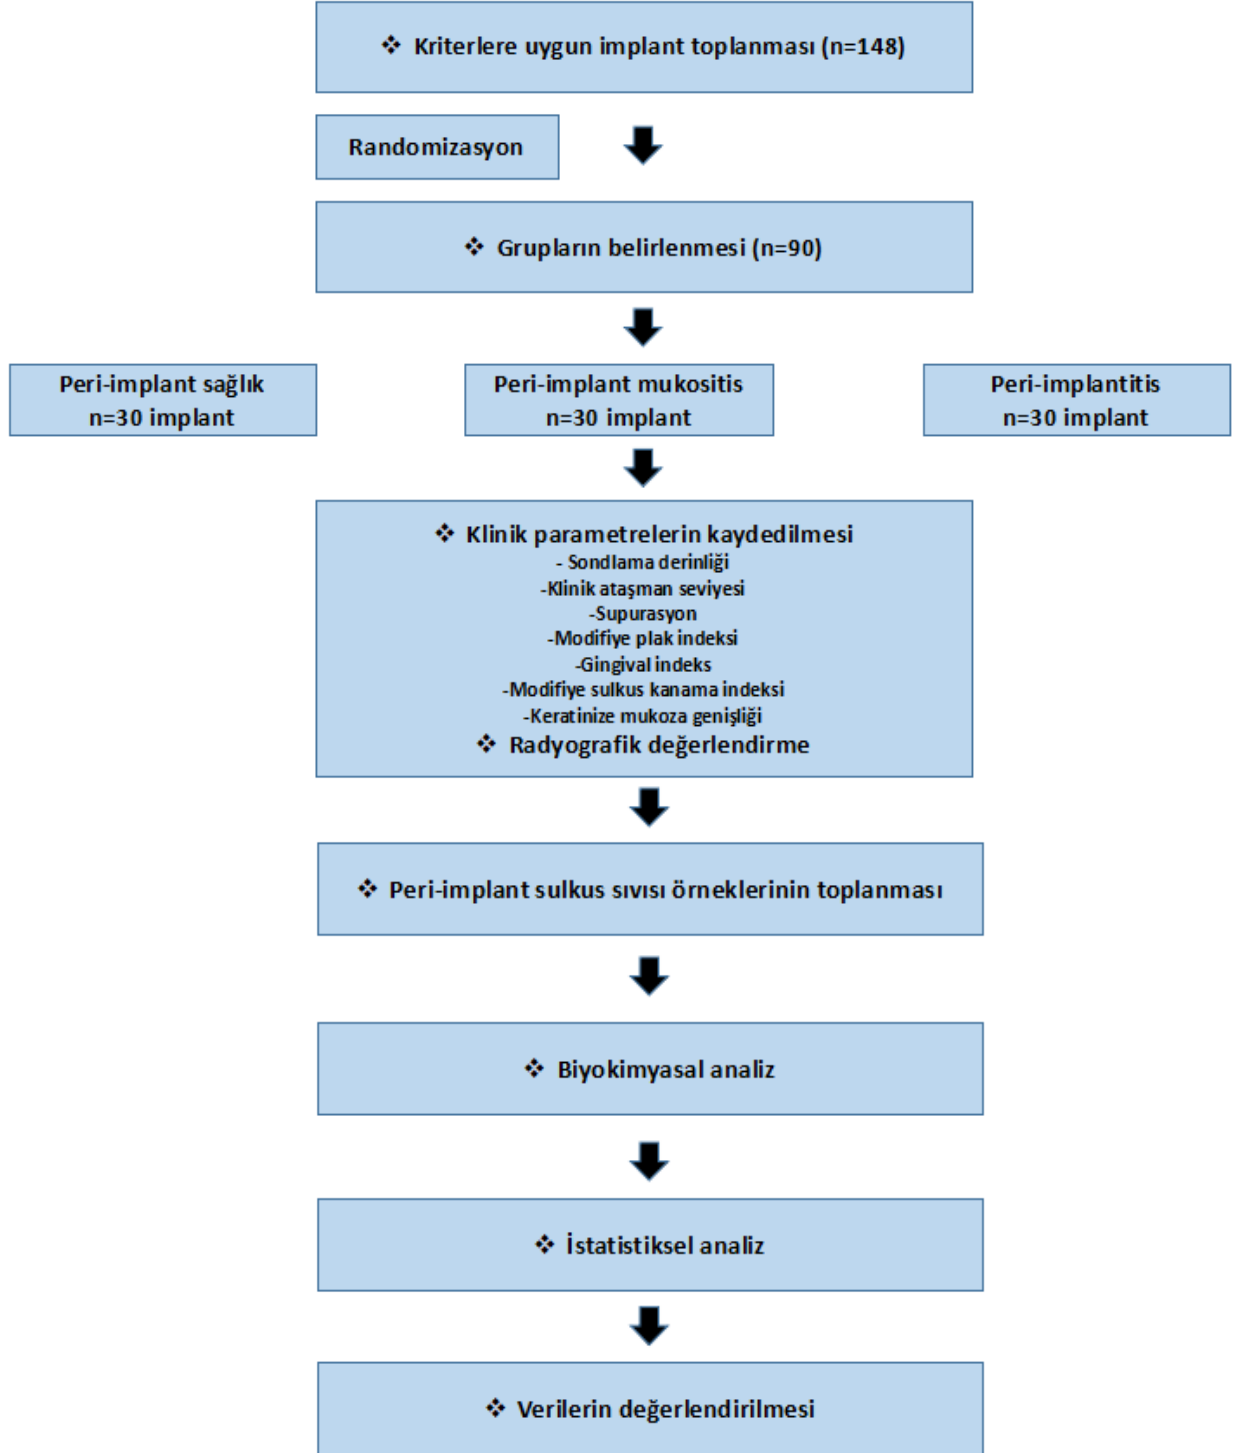 ❖ Kriterlere uygun implant toplanması (n=148)
Randomizasyon
❖ Grupların belirlenmesi (n=90)
Peri-implant sağlık
n=30 implant
Peri-implant mukositis
n=30 implant
Peri-implantitis
n=30 implant
❖ Klinik parametrelerin kaydedilmesi
- Sondlama derinliği
-Klinik ataşman seviyesi
-Supurasyon
-Modifiye plak indeksi
-Gingival indeks
-Modifiye sulkus kanama indeksi
-Keratinize mukoza genişliği
❖ Radyografik değerlendirme
❖ Peri-implant sulkus sıvısı örneklerinin toplanması
❖ Biyokimyasal analiz
❖ İstatistiksel analiz
❖ Verilerin değerlendirilmesi